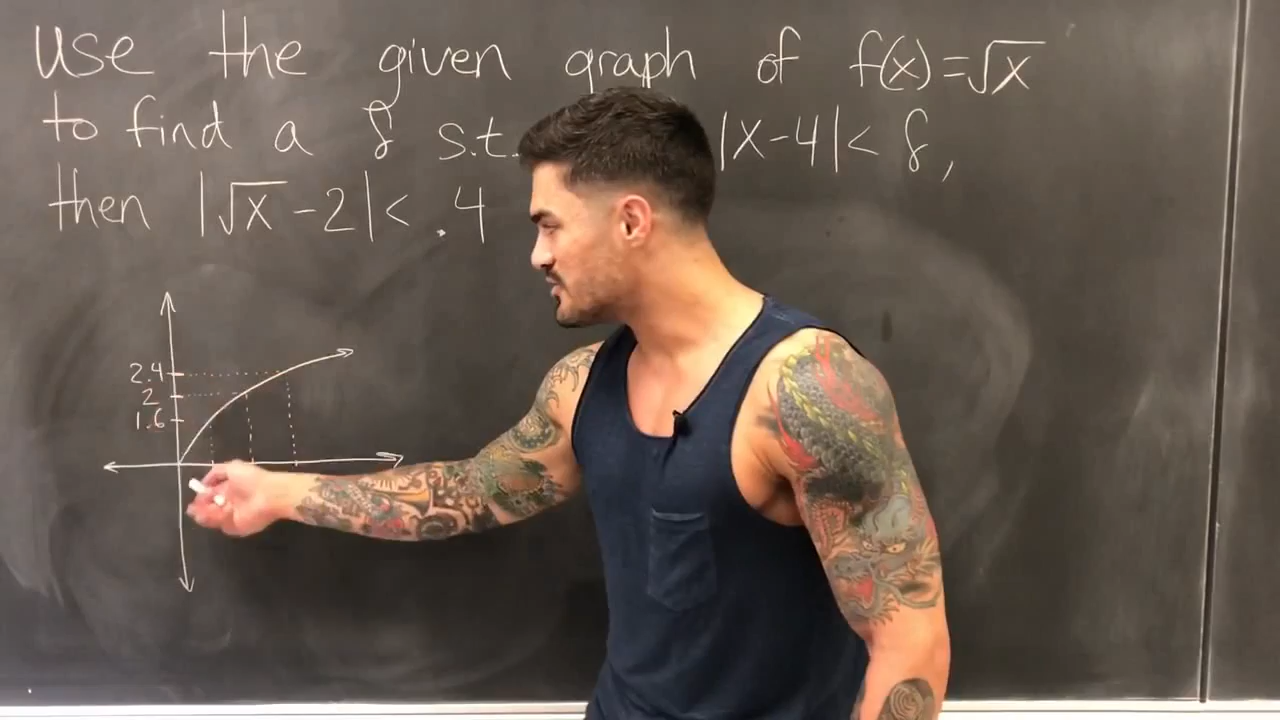 Use the given graph of f(x)=√x
to find a δ s.t. |x-4|< δ,
then |√x -2|< .4
2.4
2
1.6